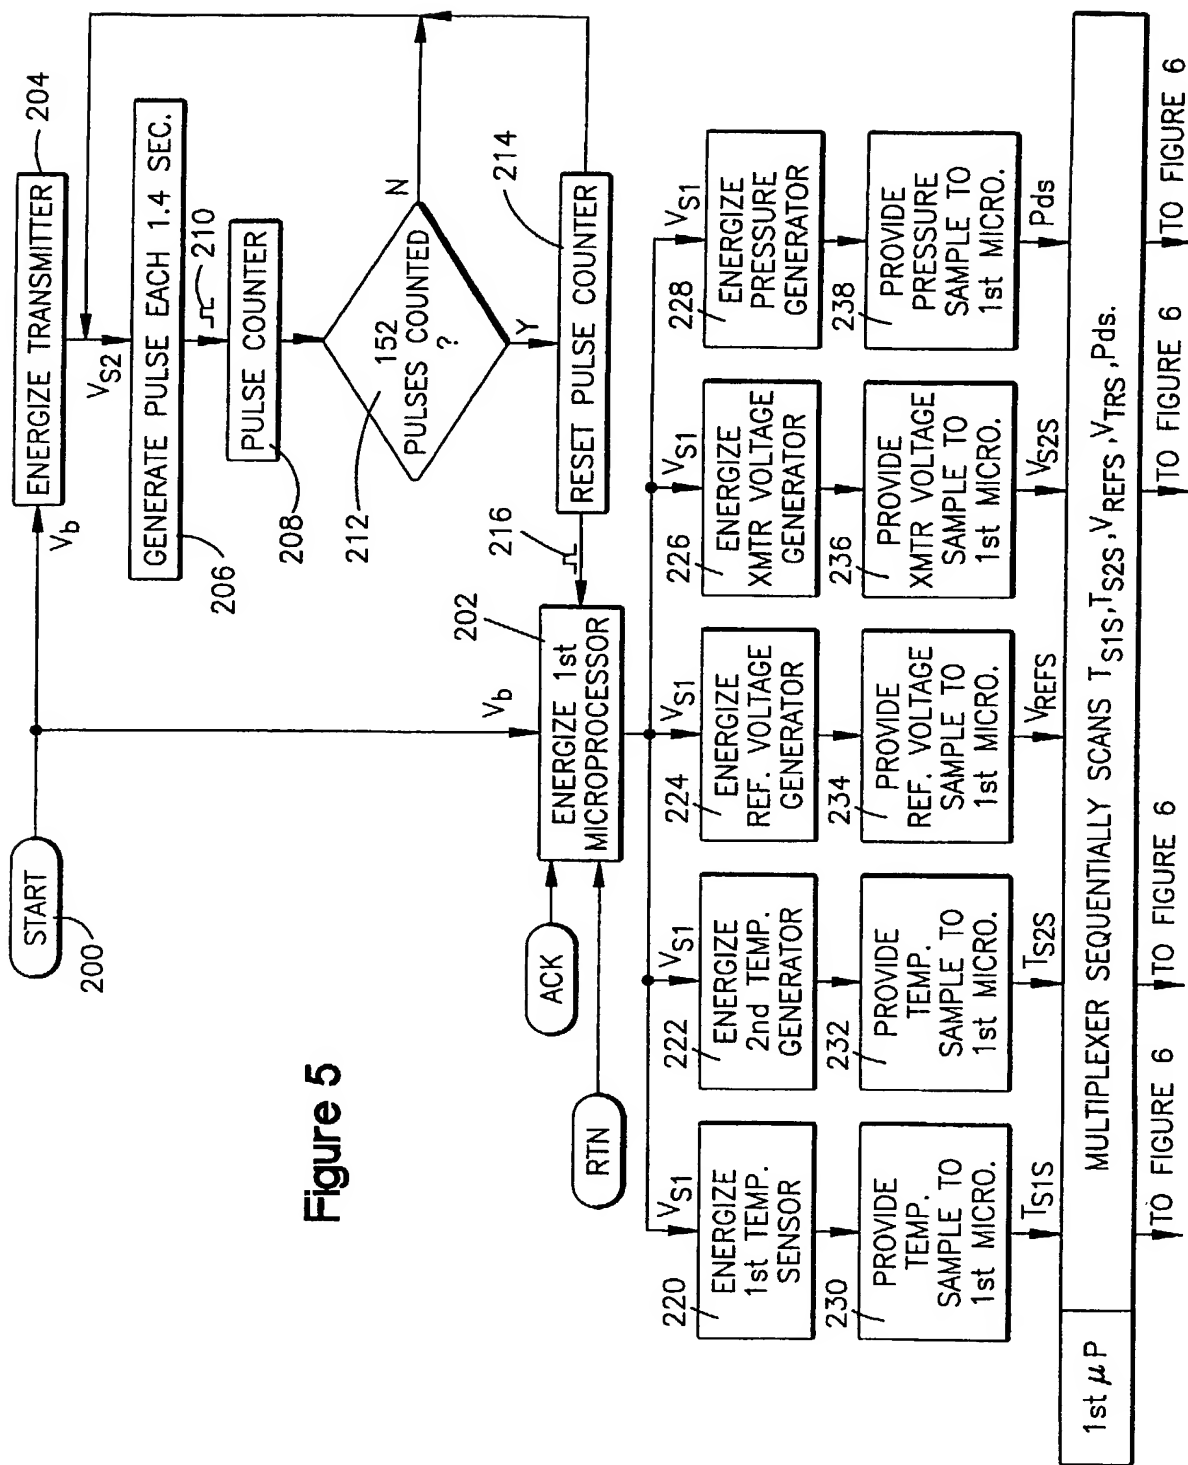 START
200
V_b
ENERGIZE TRANSMITTER
204
V_S2
GENERATE PULSE EACH 1.4 SEC.
206
210
PULSE COUNTER
208
152
PULSES COUNTED
?
212
N
Y
RESET PULSE COUNTER
214
216
V_b
202
ENERGIZE 1st
MICROPROCESSOR
ACK
RTN
Figure 5
V_S1
ENERGIZE
1st TEMP.
SENSOR
220
V_S1
ENERGIZE
2nd TEMP.
GENERATOR
222
V_S1
ENERGIZE
REF. VOLTAGE
GENERATOR
224
V_S1
ENERGIZE
XMTR VOLTAGE
GENERATOR
226
V_S1
ENERGIZE
PRESSURE
GENERATOR
228
PROVIDE
TEMP.
SAMPLE TO
1st MICRO.
230
PROVIDE
TEMP.
SAMPLE TO
1st MICRO.
232
PROVIDE
REF. VOLTAGE
SAMPLE TO
1st MICRO.
234
PROVIDE
XMTR VOLTAGE
SAMPLE TO
1st MICRO.
236
PROVIDE
PRESSURE
SAMPLE TO
1st MICRO.
238
T_S1S
T_S2S
V_REFS
V_S2S
Pds
1st μP
MULTIPLEXER SEQUENTIALLY SCANS T_S1S, T_S2S, V_REFS, V_TRS, Pds.
TO FIGURE 6
TO FIGURE 6
TO FIGURE 6
TO FIGURE 6